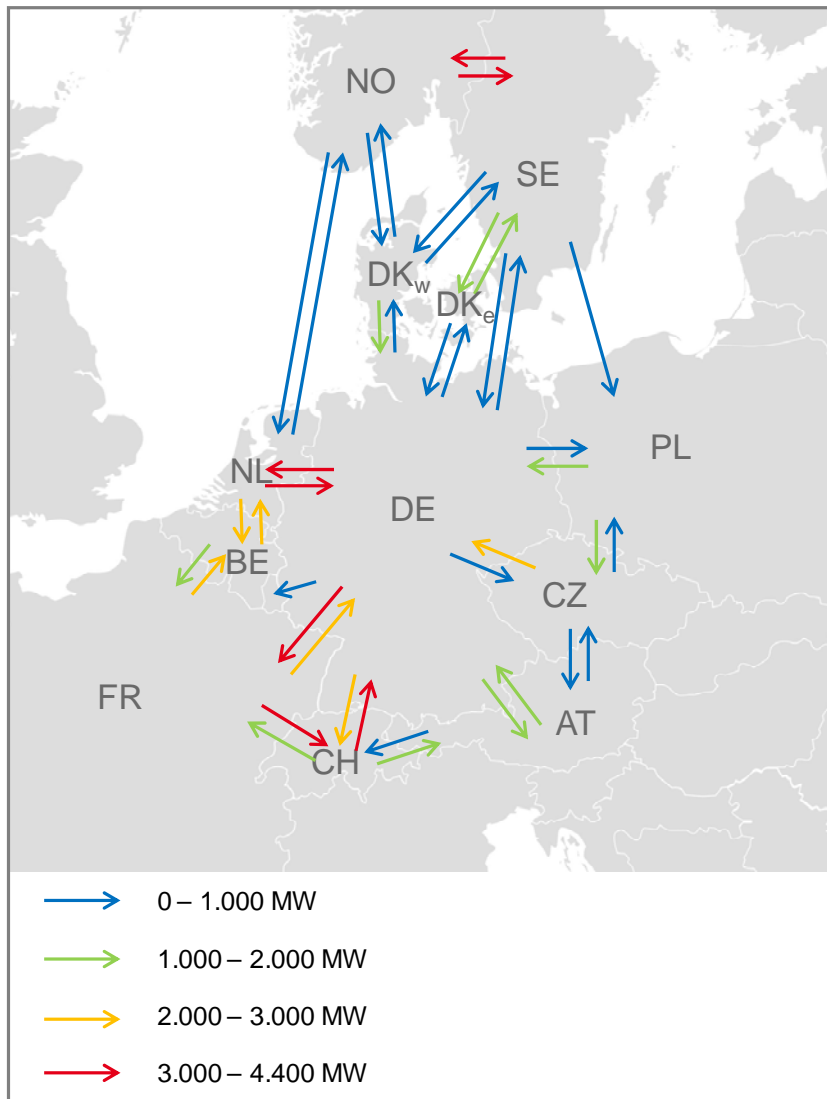 NO
SE
DKw
DKe
PL
NL
DE
BE
CZ
FR
AT
CH
0 – 1.000 MW
1.000 – 2.000 MW
2.000 – 3.000 MW
3.000 – 4.400 MW